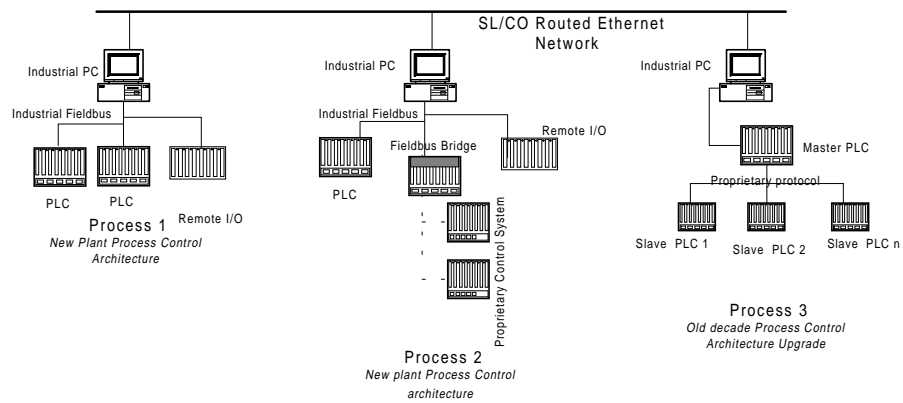 SL/CO Routed Ethernet
Network
Industrial PC
Industrial Fieldbus
PLC
PLC
Remote I/O
Process 1
New Plant Process Control
Architecture
Industrial PC
Industrial Fieldbus
Remote I/O
Fieldbus Bridge
PLC
Proprietary Control System
Process 2
New plant Process Control
architecture
Industrial PC
Master PLC
Proprietary protocol
Slave PLC 1
Slave PLC 2
Slave PLC n
Process 3
Old decade Process Control
Architecture Upgrade